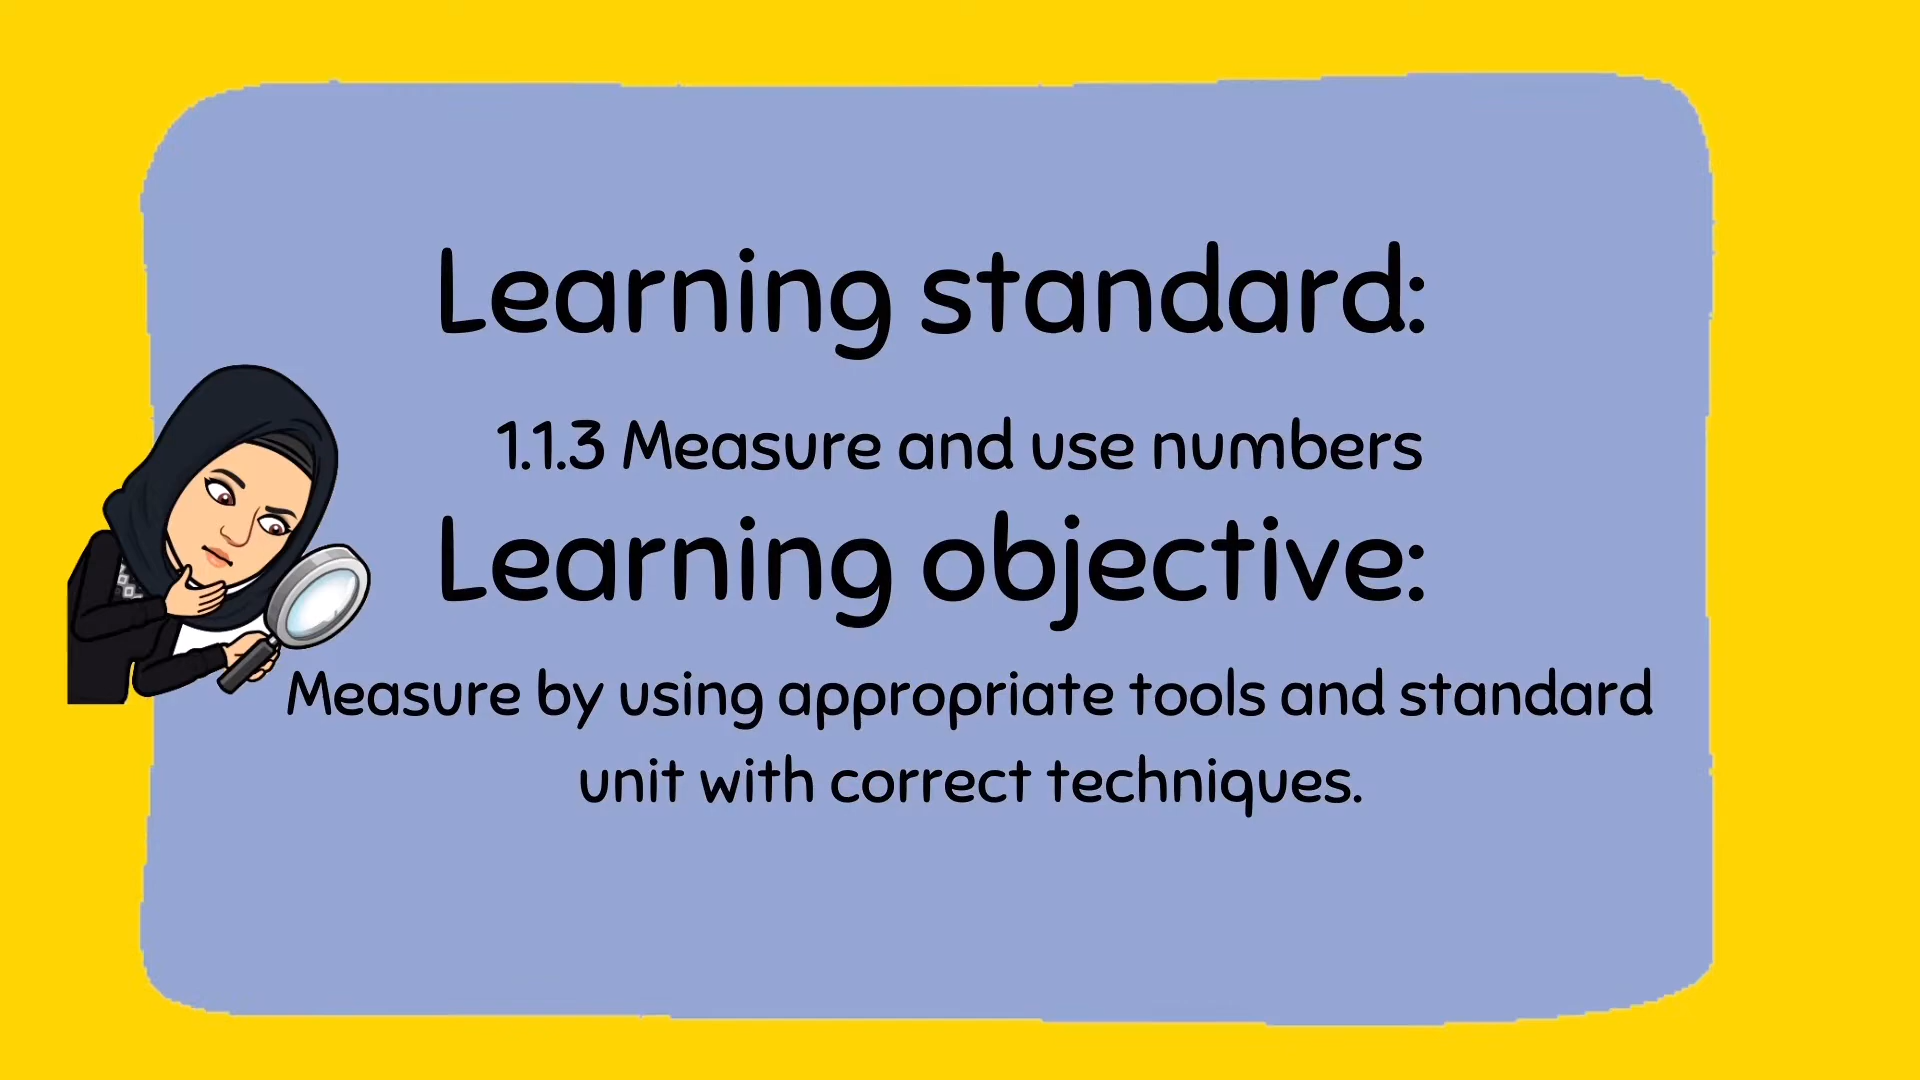 Learning standard:
1.1.3 Measure and use numbers
Learning objective:
Measure by using appropriate tools and standard
unit with correct techniques.